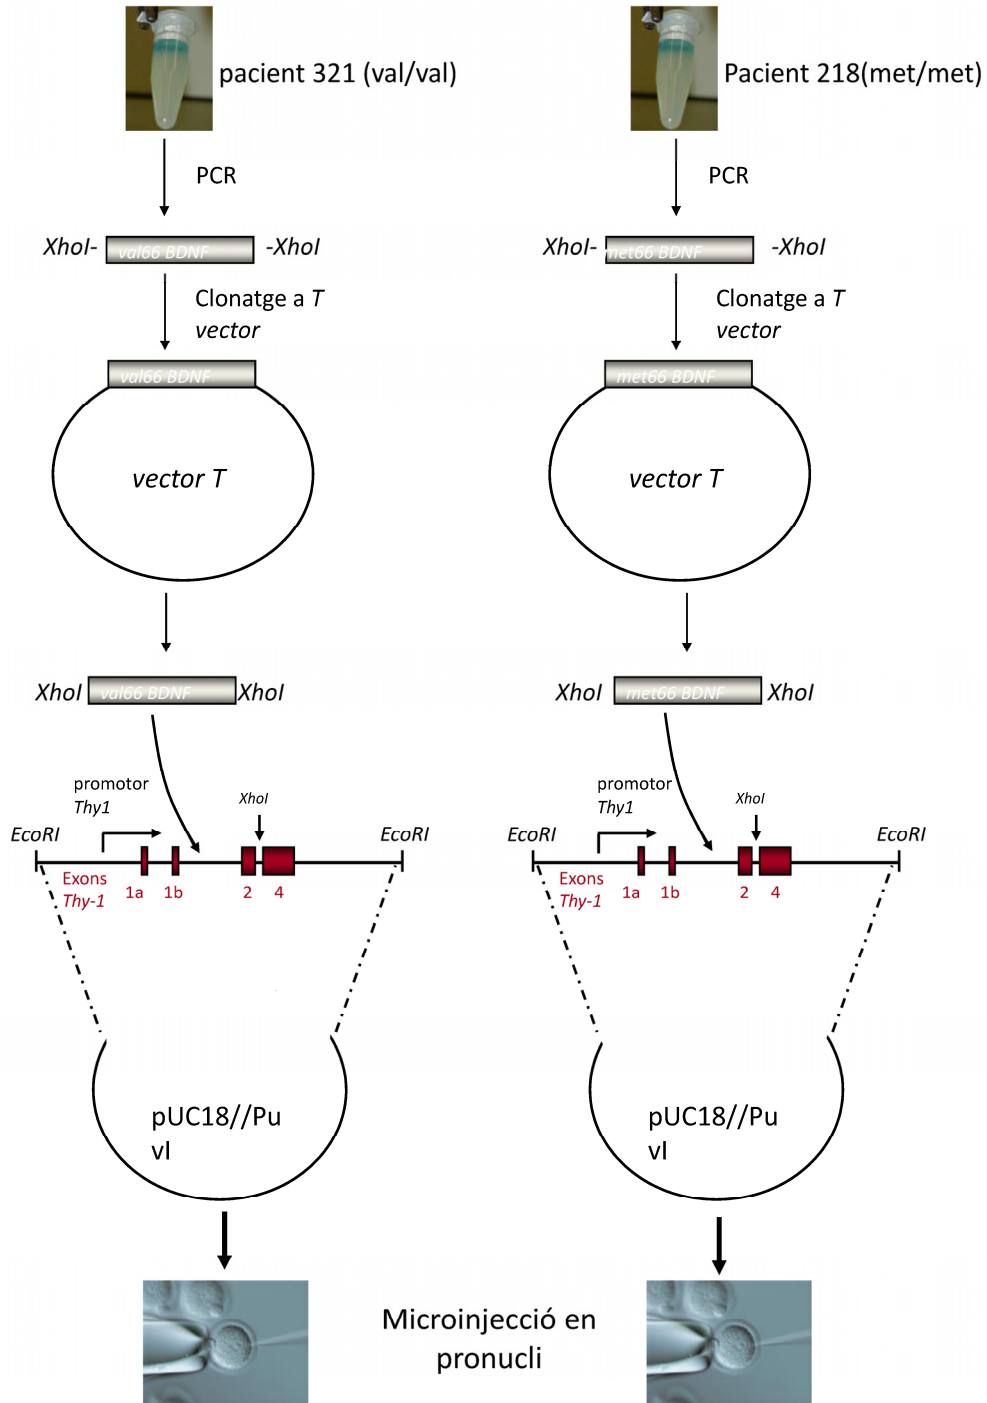 pacient 321 (val/val)
PCR
XhoI-
val66 BDNF
-XhoI
Clonatge a T
vector
val66 BDNF
vector T
XhoI
val66 BDNF
XhoI
promotor
Thy1
XhoI
EcoRI
EcoRI
Exons
Thy-1
1a
1b
2
4
pUC18//Pu
vI
Pacient 218(met/met)
PCR
XhoI-
met66 BDNF
-XhoI
Clonatge a T
vector
met66 BDNF
vector T
XhoI
met66 BDNF
XhoI
promotor
Thy1
XhoI
EcoRI
EcoRI
Exons
Thy-1
1a
1b
2
4
pUC18//Pu
vI
Microinjecció en
pronucli